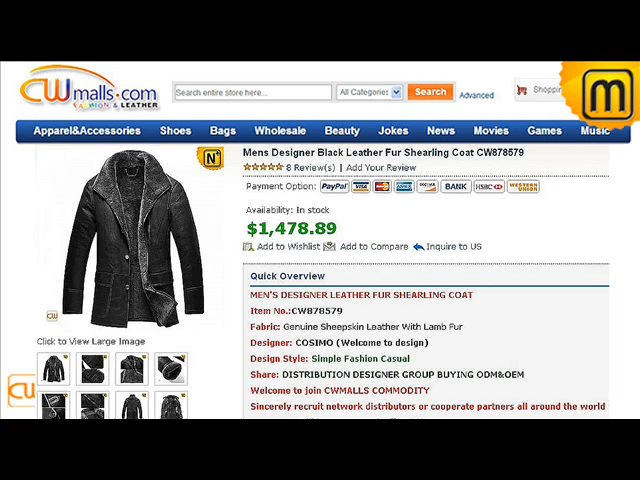 CWmalls.com
FASHION & LEATHER
Search entire store here...
All Categories
Search
Advanced
Shoppin
M
Apparel&Accessories Shoes Bags Wholesale Beauty Jokes News Movies Games Music
N
Mens Designer Black Leather Fur Shearling Coat CW878579
8 Review(s) | Add Your Review
Payment Option: PayPal VISA BANK HSBC WESTERN UNION
Availability: In stock
$1,478.89
Add to Wishlist Add to Compare Inquire to US
Quick Overview
MEN'S DESIGNER LEATHER FUR SHEARLING COAT
Item No.:CW878579
Fabric: Genuine Sheepskin Leather With Lamb Fur
Designer: COSIMO (Welcome to design)
Design Style: Simple Fashion Casual
Share: DISTRIBUTION DESIGNER GROUP BUYING ODM&OEM
Welcome to join CWMALLS COMMODITY
Sincerely recruit network distributors or cooperate partners all around the world
CW
Click to View Large Image